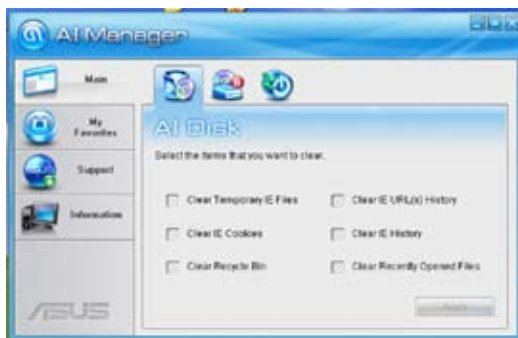 AI Manager
Main
My
Favorites
Support
Information
AI Disk
Select the items that you want to clear.
Clear Temporary IE Files
Clear IE URL(s) History
Clear IE Cookies
Clear IE History
Clear Recycle Bin
Clear Recently Opened Files
ASUS